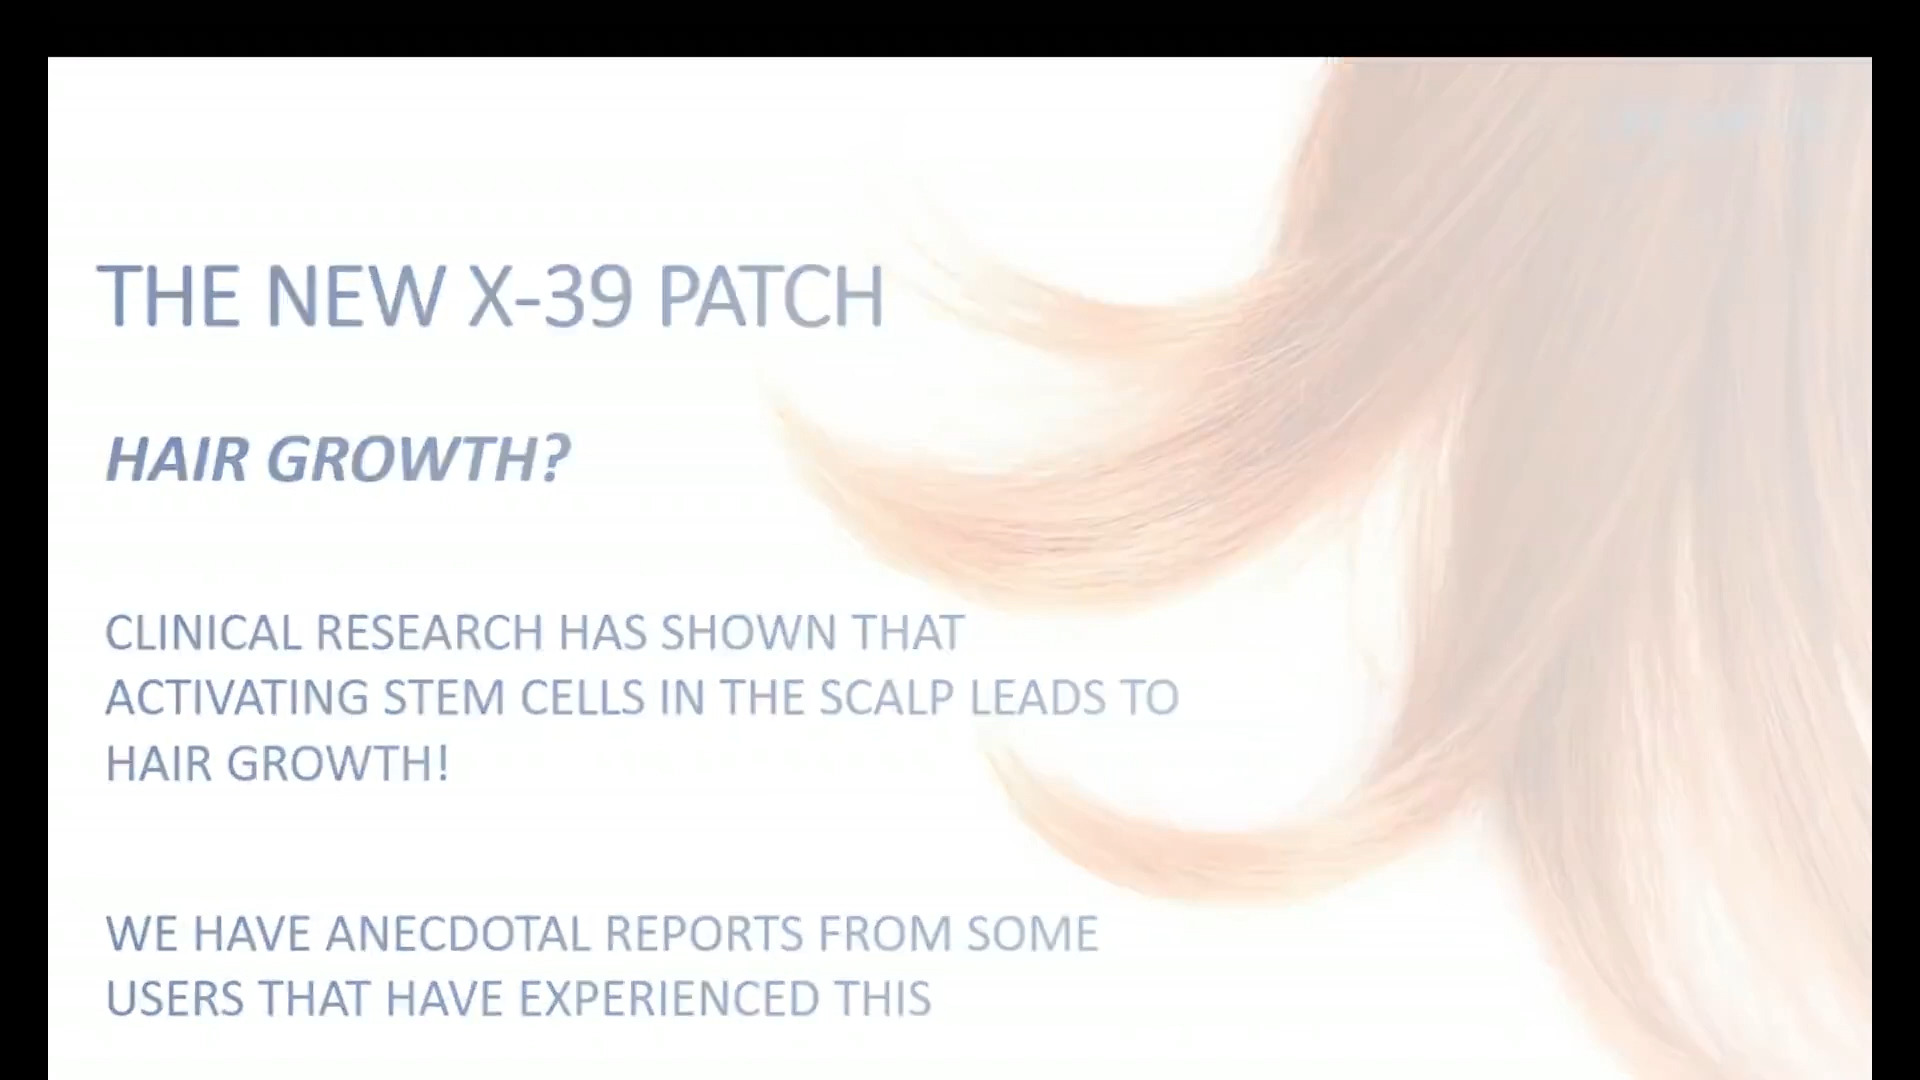 THE NEW X-39 PATCH
HAIR GROWTH?
CLINICAL RESEARCH HAS SHOWN THAT
ACTIVATING STEM CELLS IN THE SCALP LEADS TO
HAIR GROWTH!
WE HAVE ANECDOTAL REPORTS FROM SOME
USERS THAT HAVE EXPERIENCED THIS